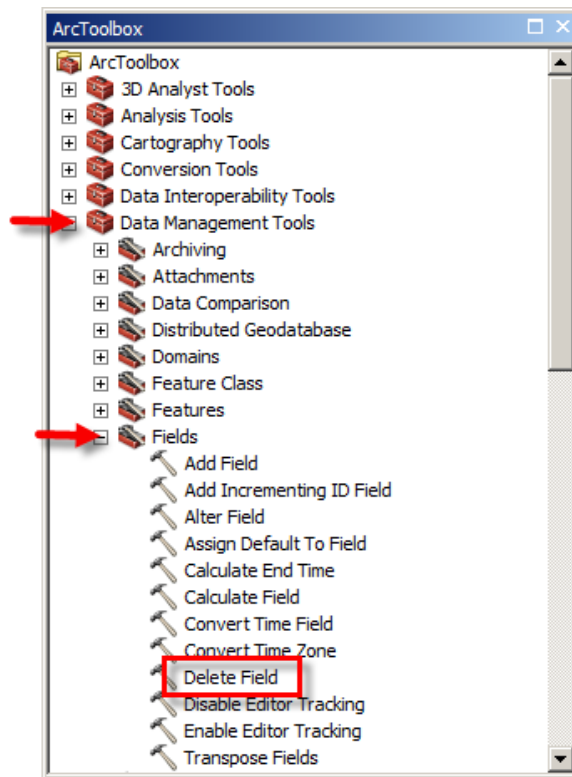 ArcToolbox
ArcToolbox
3D Analyst Tools
Analysis Tools
Cartography Tools
Conversion Tools
Data Interoperability Tools
Data Management Tools
Archiving
Attachments
Data Comparison
Distributed Geodatabase
Domains
Feature Class
Features
Fields
Add Field
Add Incrementing ID Field
Alter Field
Assign Default To Field
Calculate End Time
Calculate Field
Convert Time Field
Convert Time Zone
Delete Field
Disable Editor Tracking
Enable Editor Tracking
Transpose Fields